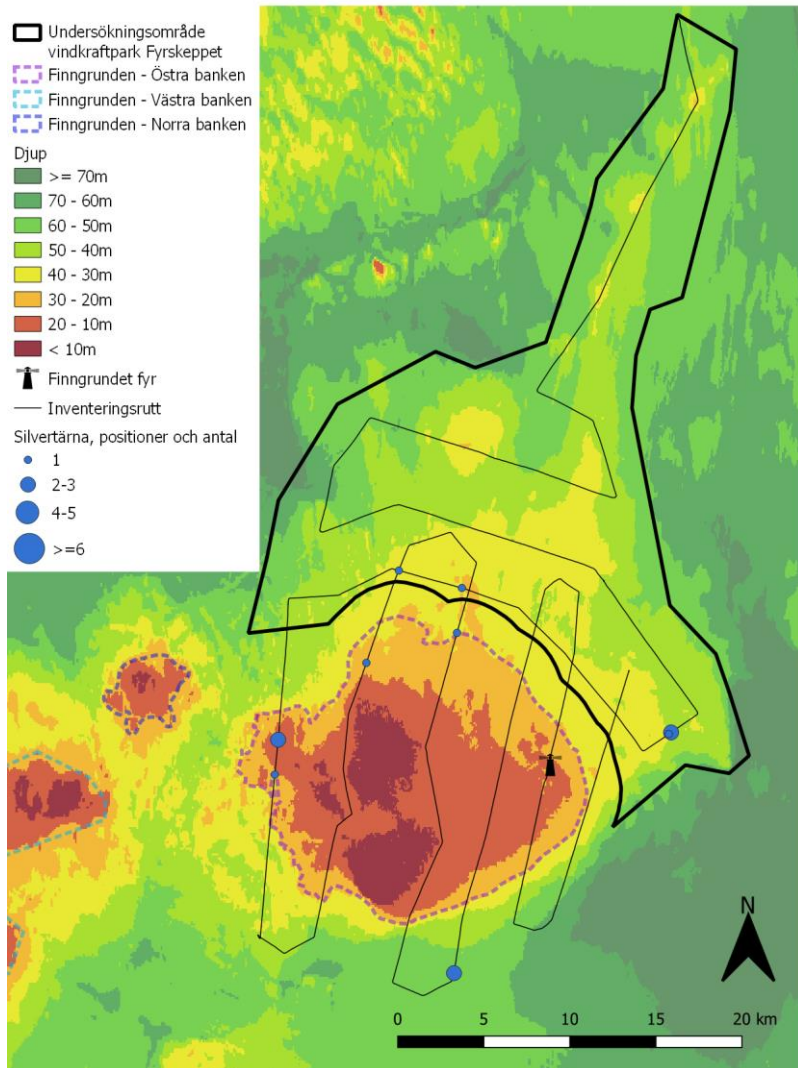 Undersökningsområde
vindkraftpark Fyrskeppet
Finngrunden - Östra banken
Finngrunden - Västra banken
Finngrunden - Norra banken
Djup
>= 70m
70 - 60m
60 - 50m
50 - 40m
40 - 30m
30 - 20m
20 - 10m
< 10m
Finngrundet fyr
Inventeringsrutt
Silvertärna, positioner och antal
1
2-3
4-5
>=6
N
0 5 10 15 20 km